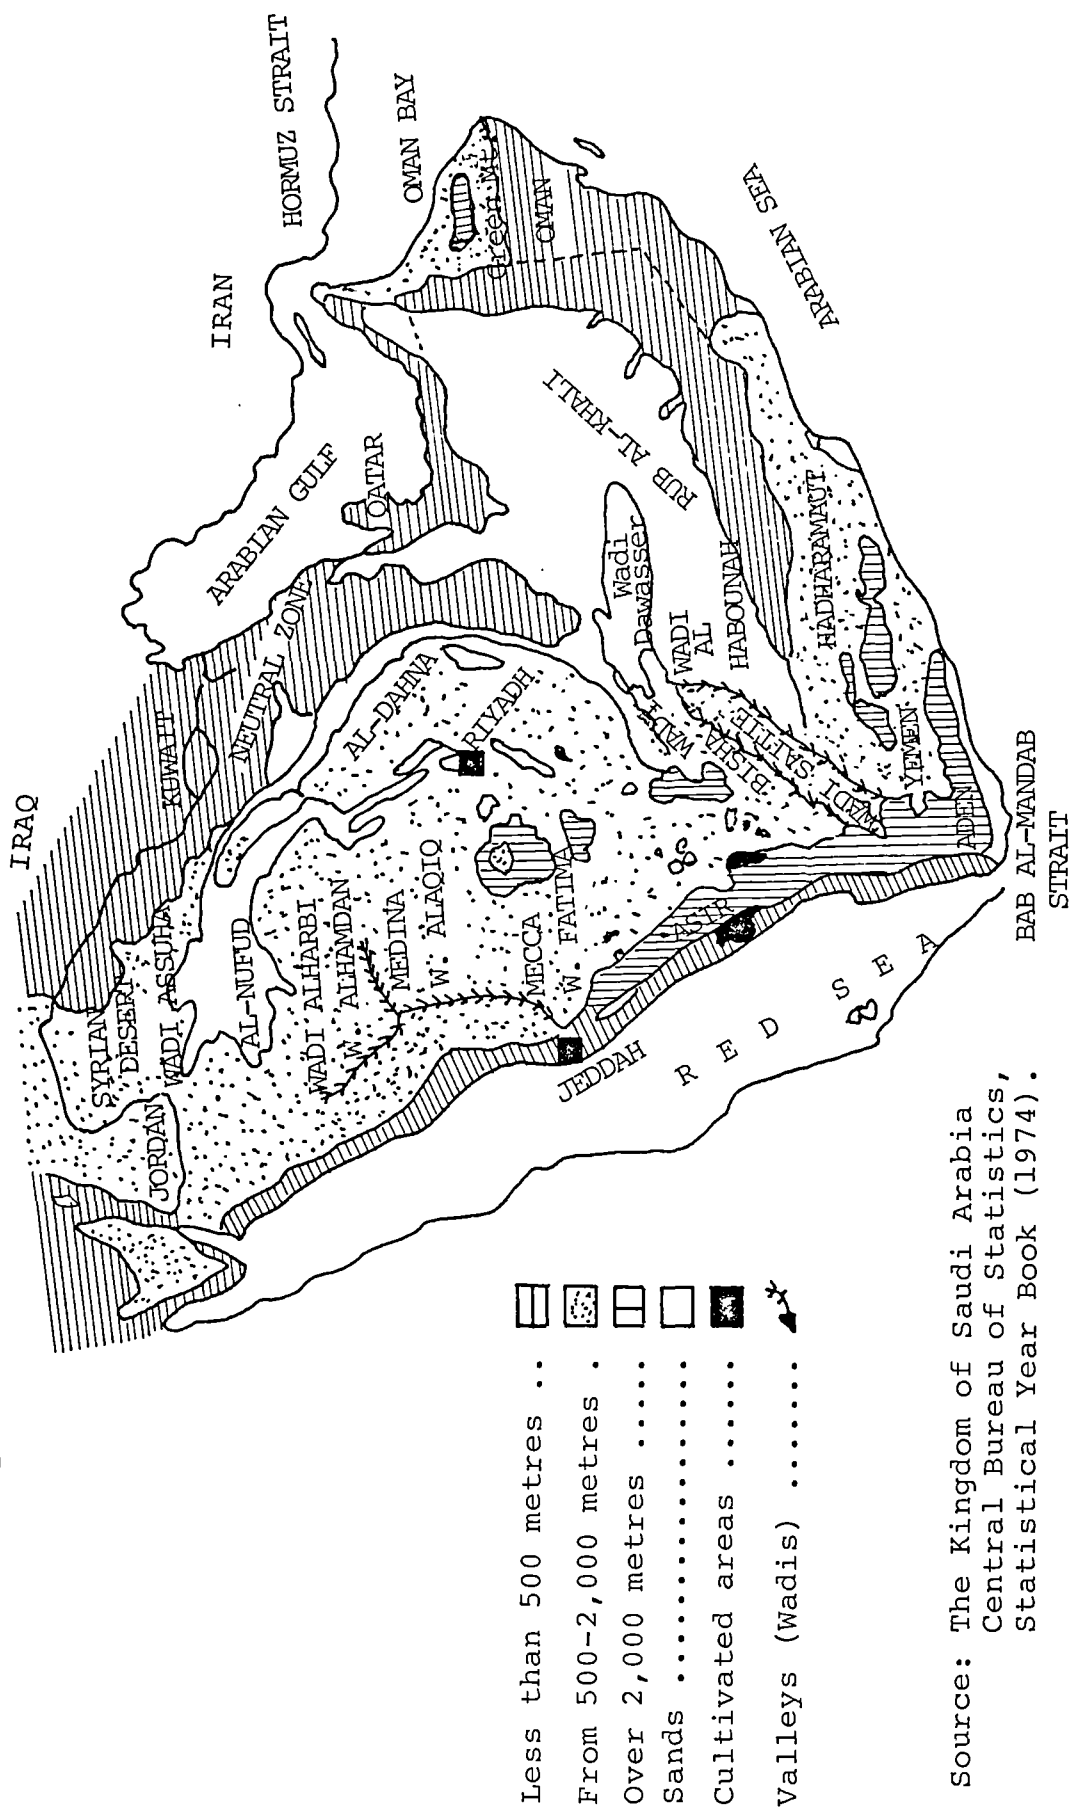 IRAQ
IRAN
HORMUZ STRAIT
OMAN BAY
SYRIAN
DESERT
JORDAN
WADI ASSUHA
KUWAIT
NEUTRAL ZONE
ARABIAN GULF
QATAR
Green Mt.
OMAN
AL-NUFUD
AL-DAHNA
WADI ALHARBI
W. ALHAMDAN
MEDINA
W. ALAQIQ
RIYADH
MECCA
W. FATIMA
JEDDAH
ASIR
RUB AL-KHALI
Wadi
Dawasser
WADI
BISHA
WADI
AL
HABOUNAH
WADI SAITIE
HADHARAMAUT
YEMEN
ADEN
ARABIAN SEA
RED SEA
BAB AL-MANDAB
STRAIT
Less than 500 metres ..
From 500-2,000 metres .
Over 2,000 metres .....
Sands .................
Cultivated areas ......
Valleys (Wadis) ........
Source: The Kingdom of Saudi Arabia
Central Bureau of Statistics,
Statistical Year Book (1974).